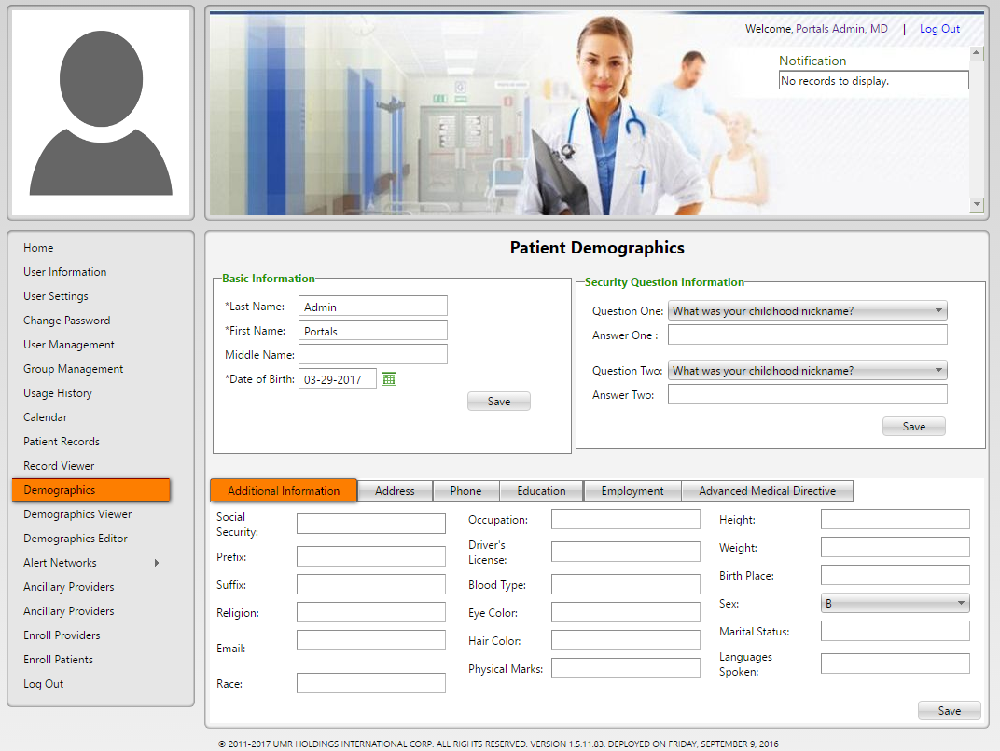 Welcome, Portals Admin, MD | Log Out
Notification
No records to display.
Home
User Information
User Settings
Change Password
User Management
Group Management
Usage History
Calendar
Patient Records
Record Viewer
Demographics
Demographics Viewer
Demographics Editor
Alert Networks
Ancillary Providers
Ancillary Providers
Enroll Providers
Enroll Patients
Log Out
Patient Demographics
Basic Information
*Last Name: Admin
*First Name: Portals
Middle Name:
*Date of Birth: 03-29-2017
Save
Security Question Information
Question One: What was your childhood nickname?
Answer One :
Question Two: What was your childhood nickname?
Answer Two:
Save
Additional Information Address Phone Education Employment Advanced Medical Directive
Social
Security:
Prefix:
Suffix:
Religion:
Email:
Race:
Occupation:
Driver's
License:
Blood Type:
Eye Color:
Hair Color:
Physical Marks:
Height:
Weight:
Birth Place:
Sex: B
Marital Status:
Languages
Spoken:
Save
© 2011-2017 UMR HOLDINGS INTERNATIONAL CORP. ALL RIGHTS RESERVED. VERSION 1.5.11.83. DEPLOYED ON FRIDAY, SEPTEMBER 9, 2016